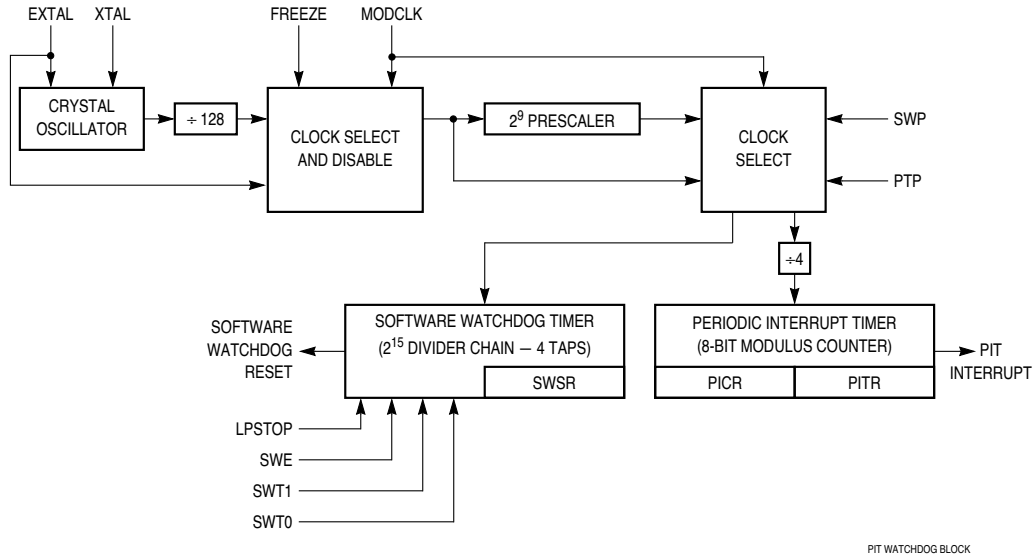 EXTAL XTAL FREEZE MODCLK
CRYSTAL
OSCILLATOR
÷ 128
CLOCK SELECT
AND DISABLE
2⁹ PRESCALER
CLOCK
SELECT
SWP
PTP
÷4
SOFTWARE
WATCHDOG
RESET
SOFTWARE WATCHDOG TIMER
(2¹⁵ DIVIDER CHAIN — 4 TAPS)
SWSR
PERIODIC INTERRUPT TIMER
(8-BIT MODULUS COUNTER)
PICR PITR
PIT
INTERRUPT
LPSTOP
SWE
SWT1
SWT0
PIT WATCHDOG BLOCK